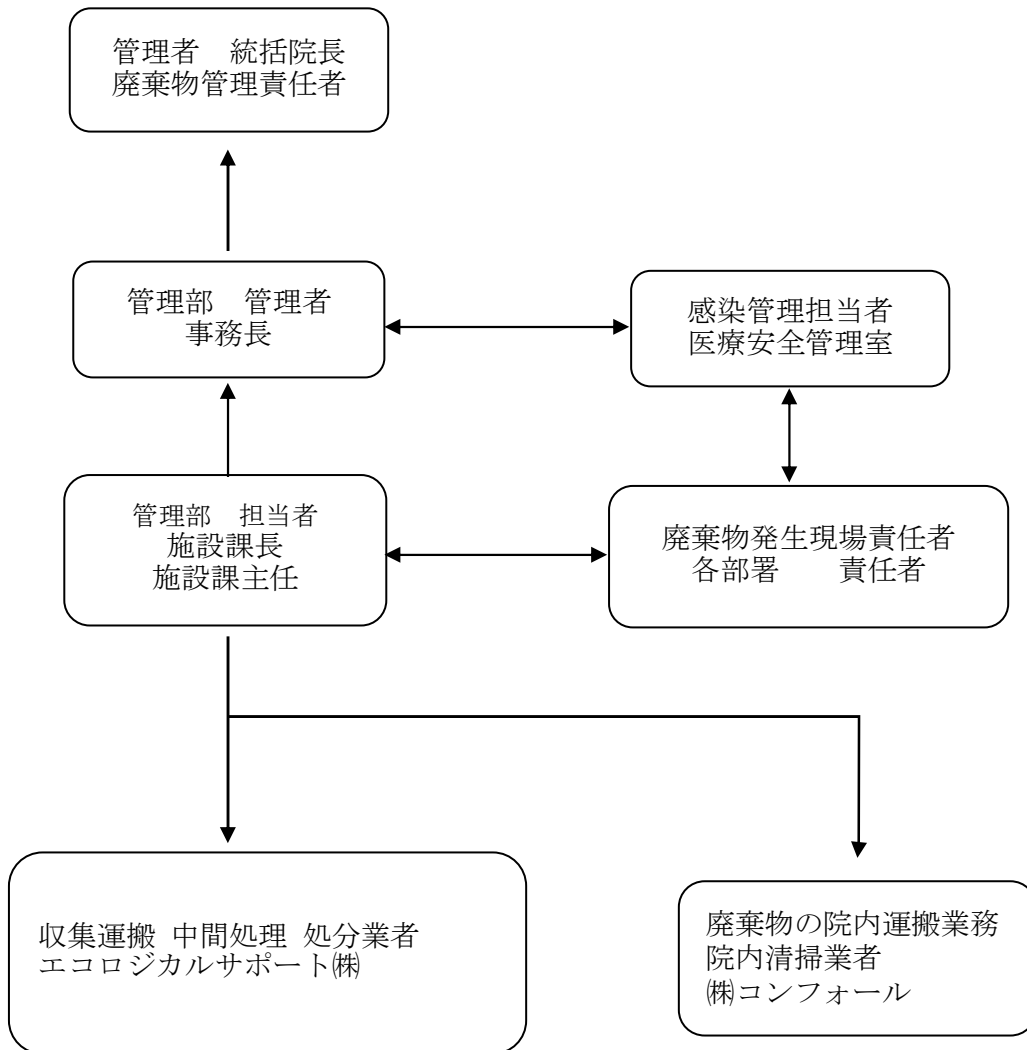 管理者　統括院長
廃棄物管理責任者
管理部　管理者
事務長
感染管理担当者
医療安全管理室
管理部　担当者
施設課長
施設課主任
廃棄物発生現場責任者
各部署　　責任者
収集運搬 中間処理 処分業者
エコロジカルサポート㈱
廃棄物の院内運搬業務
院内清掃業者
㈱コンフォール